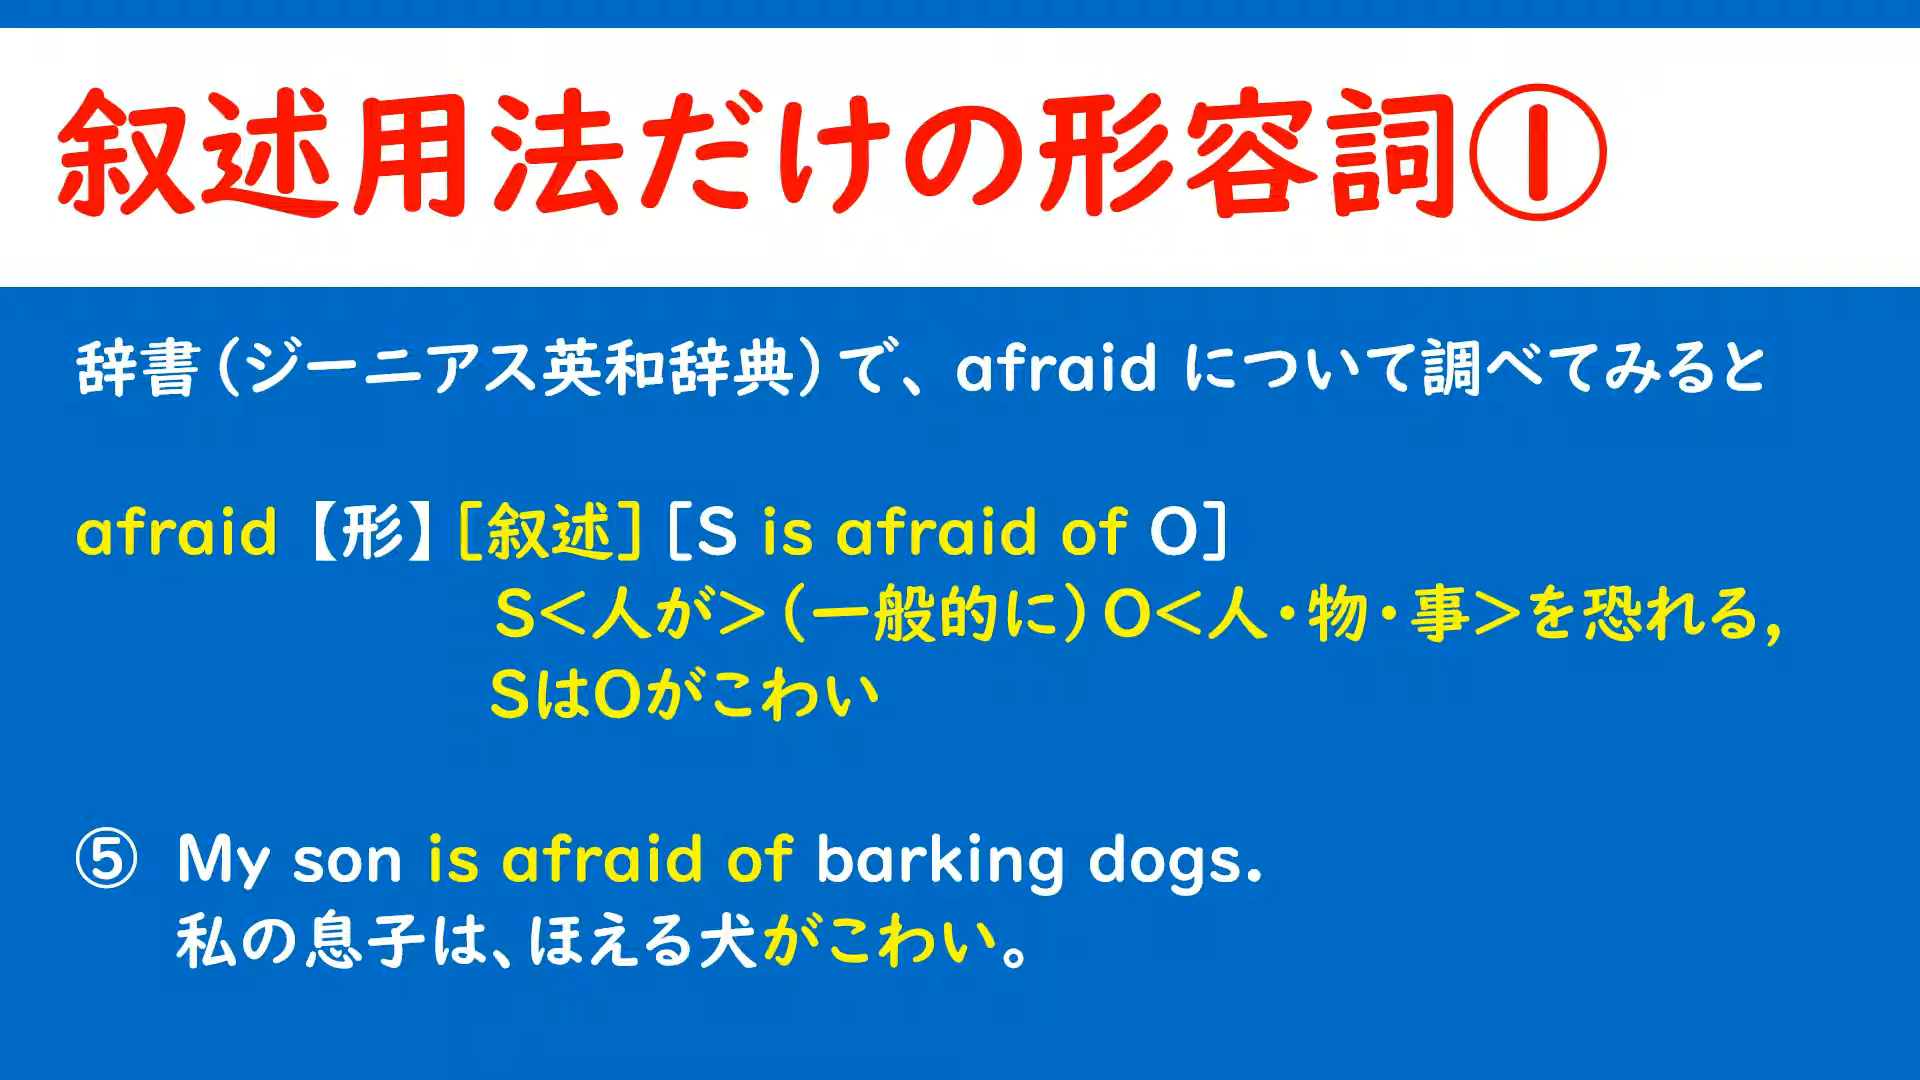 叙述用法だけの形容詞①
辞書（ジーニアス英和辞典）で、afraid について調べてみると
afraid【形】[叙述] [S is afraid of O]
S＜人が＞（一般的に）O＜人・物・事＞を恐れる,
SはOがこわい
⑤ My son is afraid of barking dogs.
私の息子は、ほえる犬がこわい。